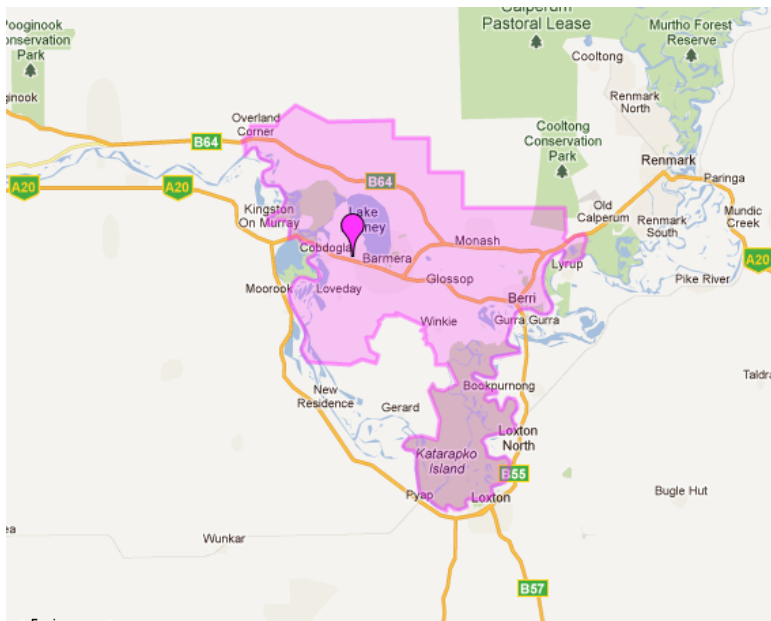 Calperum
Pastoral Lease
Murtho Forest
Reserve
Pooginook
Conservation
Park
Cooltong
Renmark
North
Overland
Corner
B64
Cooltong
Conservation
Park
Renmark
Paringa
A20
A20
B64
Kingston
On Murray
Lake
Old
Calperum
Renmark
South
Mundic
Creek
Cobdogla
Barmera
Monash
A20
Lyrup
Pike River
Glossop
Moorook
Loveday
Berri
Winkie
Gurra Gurra
New
Residence
Bookpurnong
Gerard
Loxton
North
Katarapko
Island
B55
Bugle Hut
Pyap
Loxton
Wunkar
B57